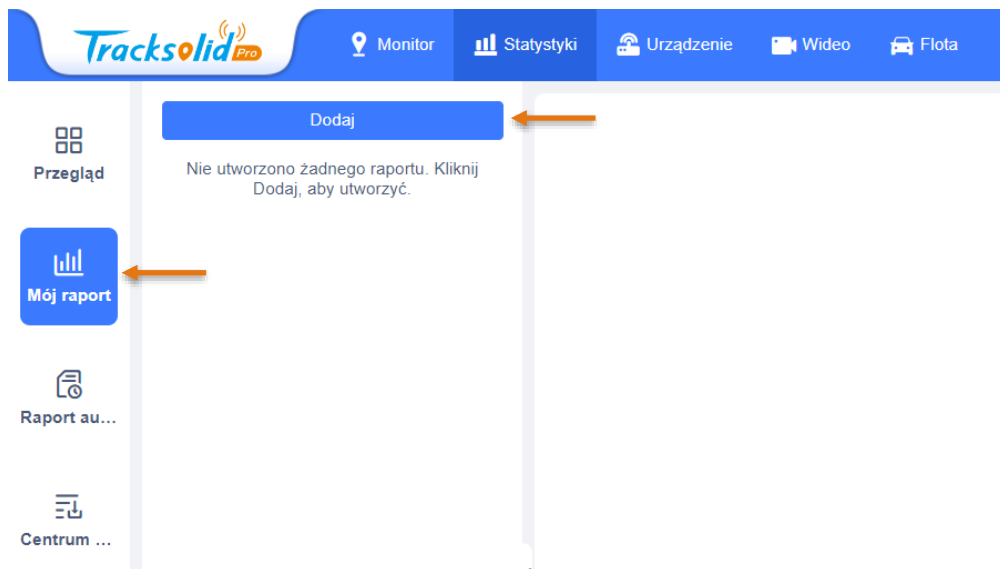 Tracksolid Pro
Monitor
Statystyki
Urządzenie
Wideo
Flota
Przegląd
Mój raport
Raport au...
Centrum ...
Dodaj
Nie utworzono żadnego raportu. Kliknij
Dodaj, aby utworzyć.